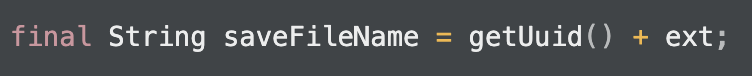 final String saveFileName = getUuid() + ext;